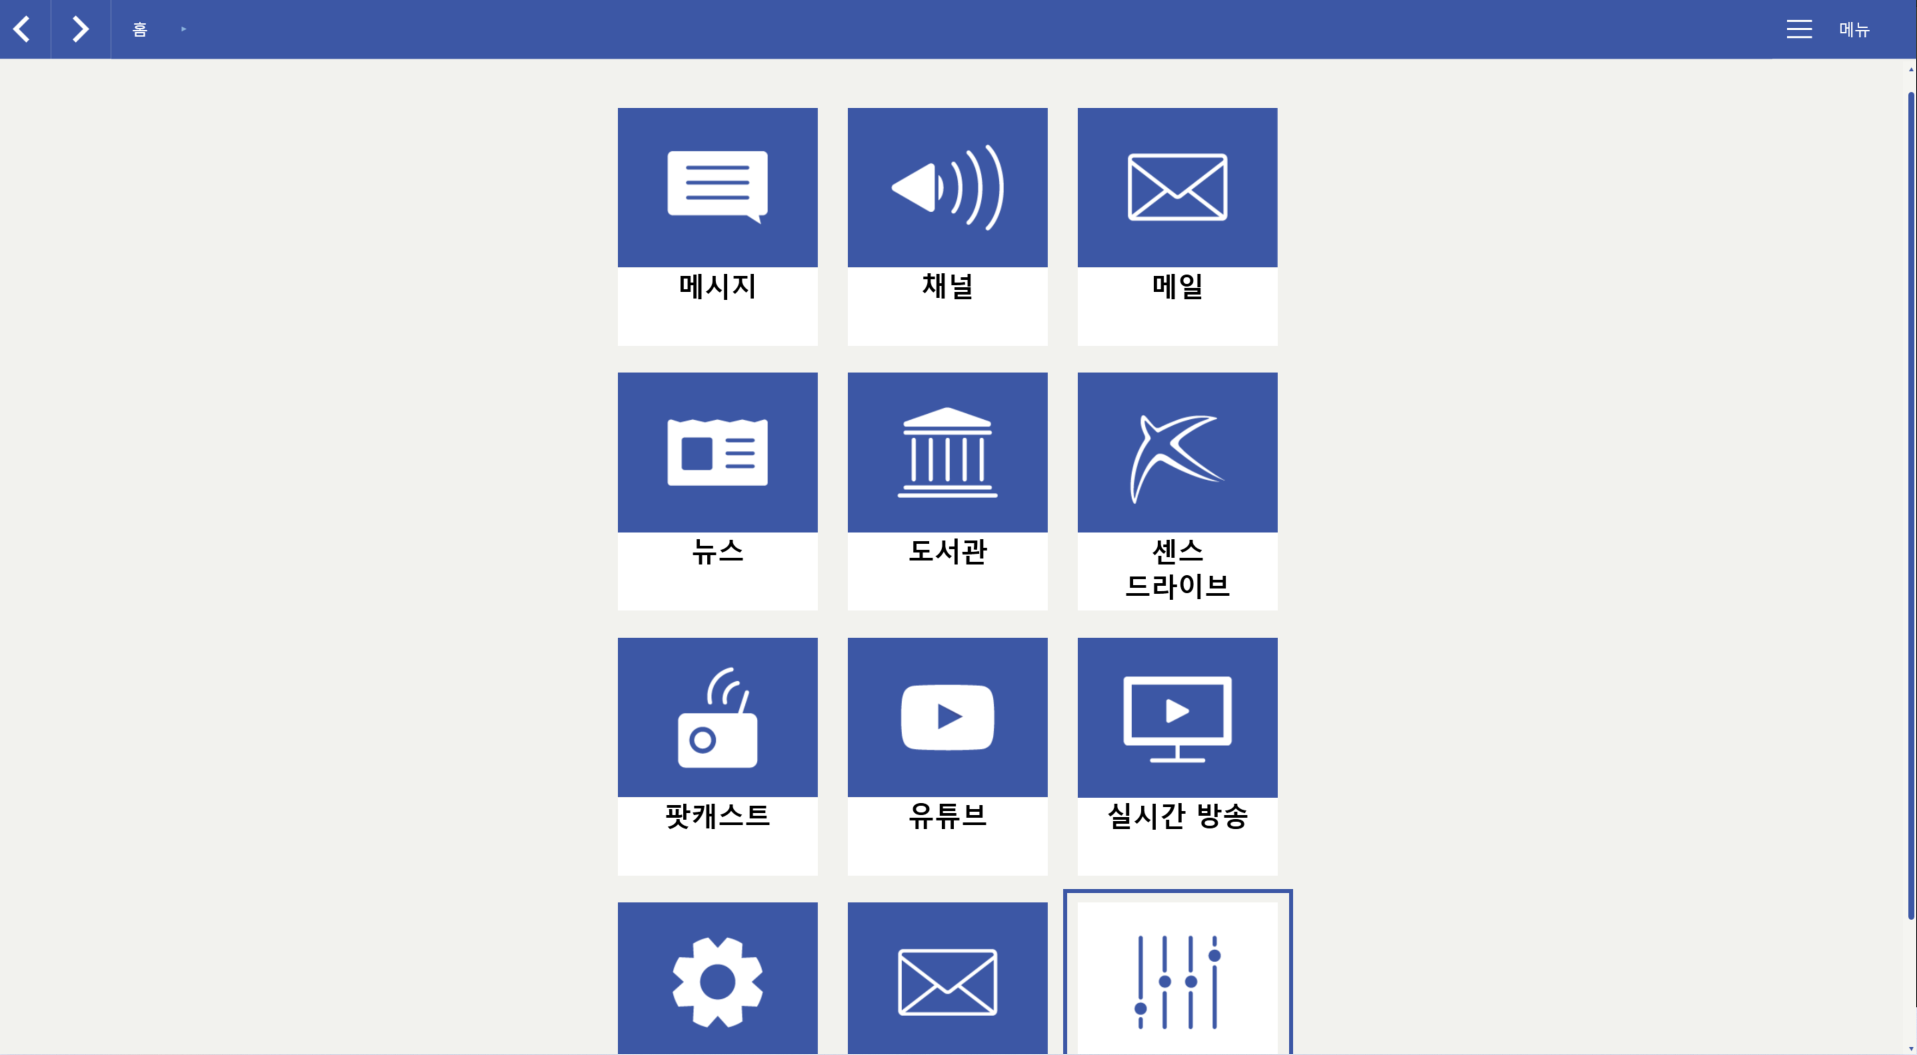 홈
메뉴
메시지
채널
메일
뉴스
도서관
센스
드라이브
팟캐스트
유튜브
실시간 방송